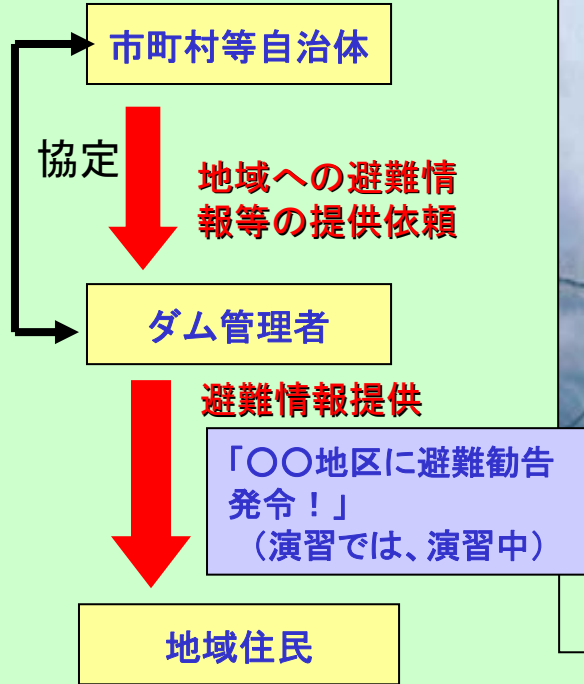 市町村等自治体
協定
地域への避難情
報等の提供依頼
ダム管理者
避難情報提供
「○○地区に避難勧告
発令！」
（演習では、演習中）
地域住民